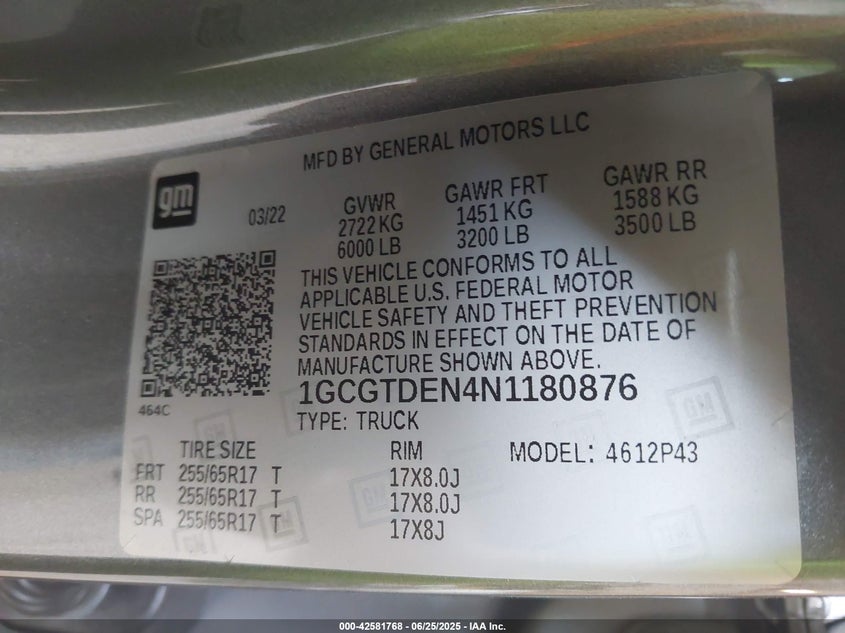 MFD BY GENERAL MOTORS LLC
gm
03/22
GVWR
2722 KG
6000 LB
GAWR FRT
1451 KG
3200 LB
GAWR RR
1588 KG
3500 LB
THIS VEHICLE CONFORMS TO ALL
APPLICABLE U.S. FEDERAL MOTOR
VEHICLE SAFETY AND THEFT PREVENTION
STANDARDS IN EFFECT ON THE DATE OF
MANUFACTURE SHOWN ABOVE.
464C
1GCGTDEN4N1180876
TYPE: TRUCK
TIRE SIZE RIM MODEL: 4612P43
FRT 255/65R17 T 17X8.0J
RR 255/65R17 T 17X8.0J
SPA 255/65R17 T 17X8J
000-42581768 - 06/25/2025 - IAA Inc.